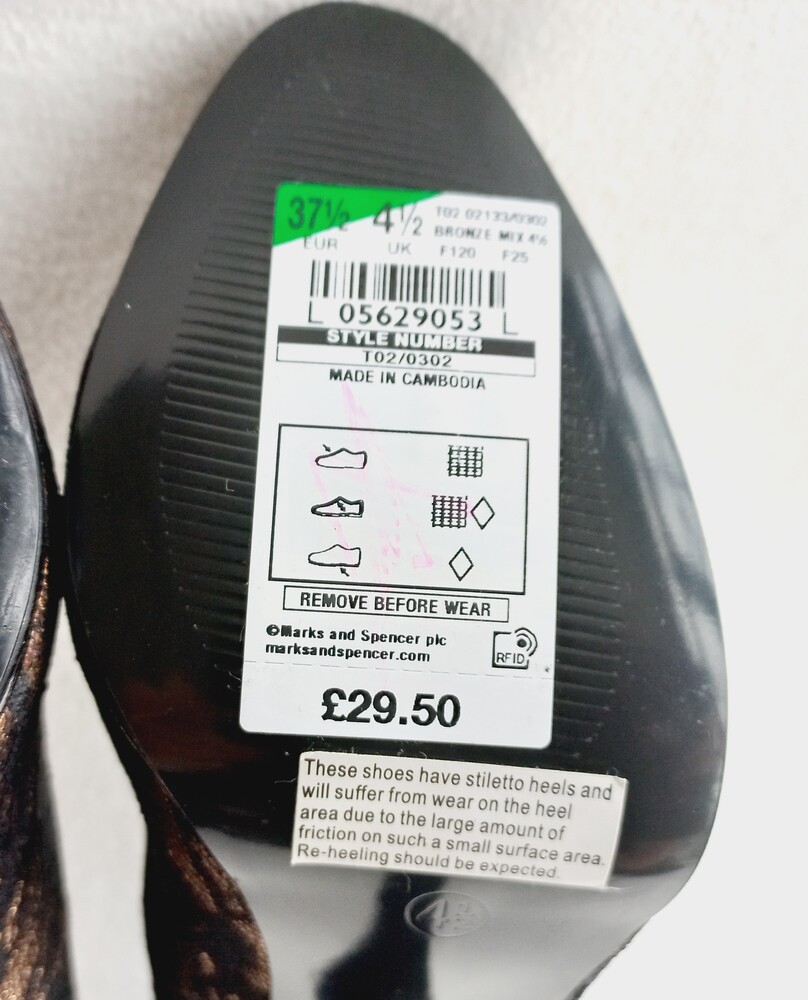 37½ 4½ T02 02133/0302
EUR UK BRONZE MIX 4½
F120 F25
L 05629053 L
STYLE NUMBER
T02/0302
MADE IN CAMBODIA
REMOVE BEFORE WEAR
©Marks and Spencer plc
marksandspencer.com
RFID
£29.50
These shoes have stiletto heels and
will suffer from wear on the heel
area due to the large amount of
friction on such a small surface area.
Re-heeling should be expected.
4½